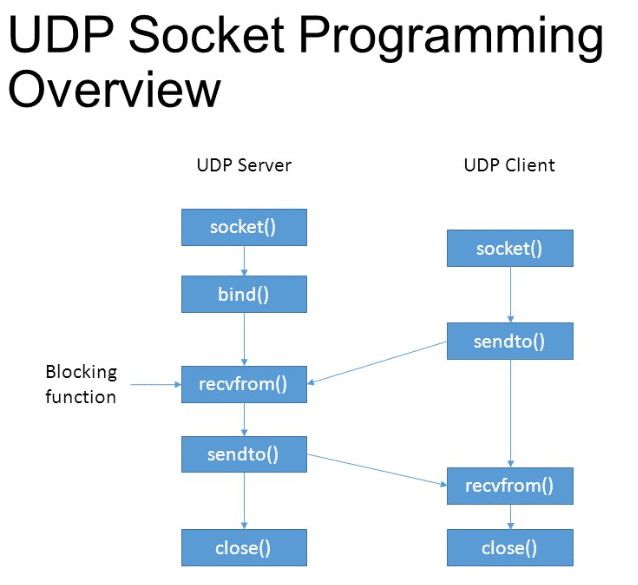 UDP Socket Programming
Overview
UDP Server
UDP Client
socket()
socket()
bind()
sendto()
Blocking
function
recvfrom()
sendto()
recvfrom()
close()
close()